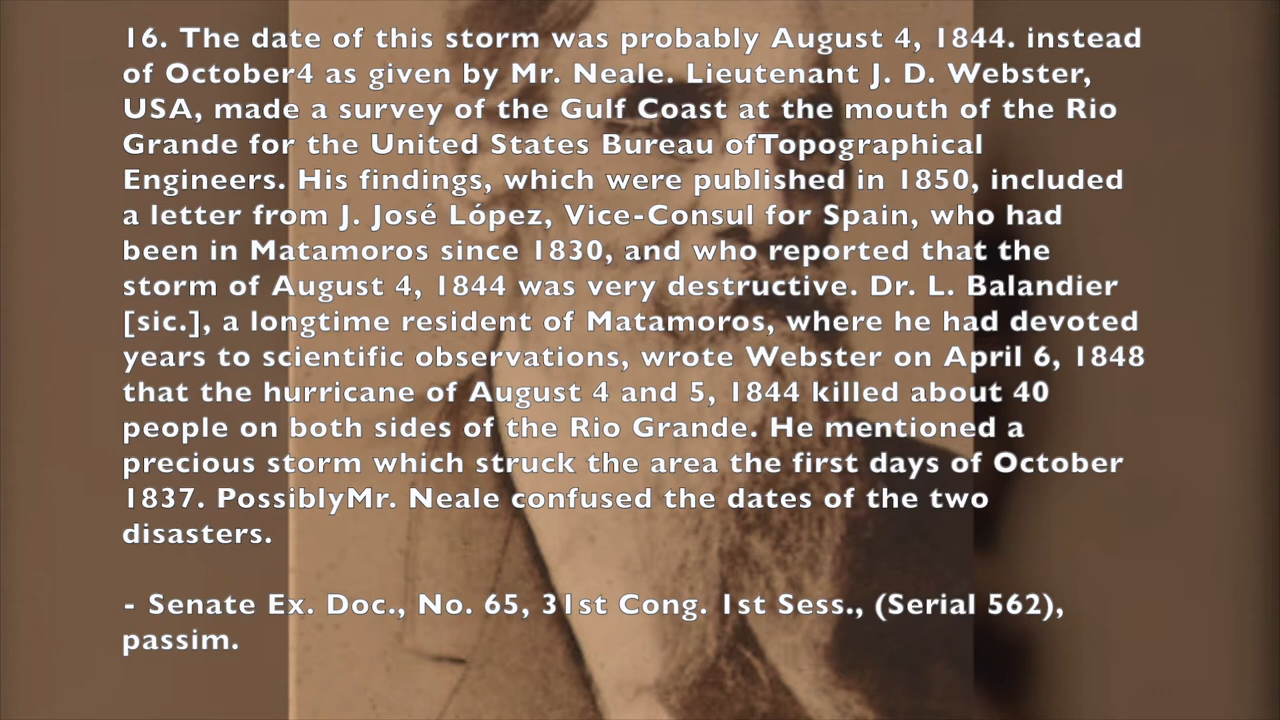 16. The date of this storm was probably August 4, 1844. instead
of October4 as given by Mr. Neale. Lieutenant J. D. Webster,
USA, made a survey of the Gulf Coast at the mouth of the Rio
Grande for the United States Bureau ofTopographical
Engineers. His findings, which were published in 1850, included
a letter from J. José López, Vice-Consul for Spain, who had
been in Matamoros since 1830, and who reported that the
storm of August 4, 1844 was very destructive. Dr. L. Balandier
[sic.], a longtime resident of Matamoros, where he had devoted
years to scientific observations, wrote Webster on April 6, 1848
that the hurricane of August 4 and 5, 1844 killed about 40
people on both sides of the Rio Grande. He mentioned a
precious storm which struck the area the first days of October
1837. PossiblyMr. Neale confused the dates of the two
disasters.
- Senate Ex. Doc., No. 65, 31st Cong. 1st Sess., (Serial 562),
passim.